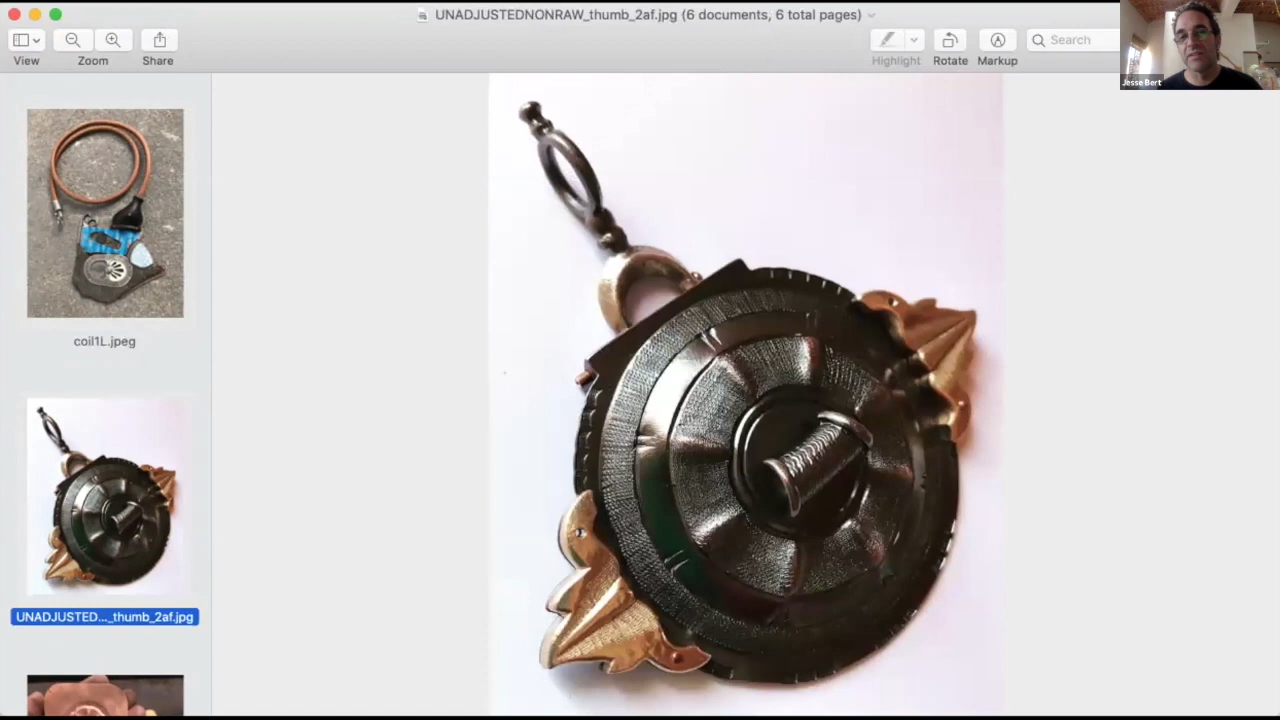 UNADJUSTEDNONRAW_thumb_2af.jpg (6 documents, 6 total pages)
View
Zoom
Share
Highlight
Rotate
Markup
Search
Jesse Bert
coil1L.jpeg
UNADJUSTED..._thumb_2af.jpg